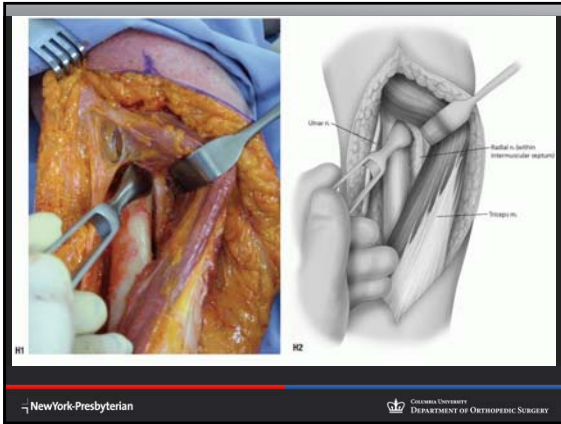 Ulnar n.
Radial n. (within
intermuscular septum)
Triceps m.
H1
H2
NewYork-Presbyterian
COLUMBIA UNIVERSITY
DEPARTMENT OF ORTHOPEDIC SURGERY